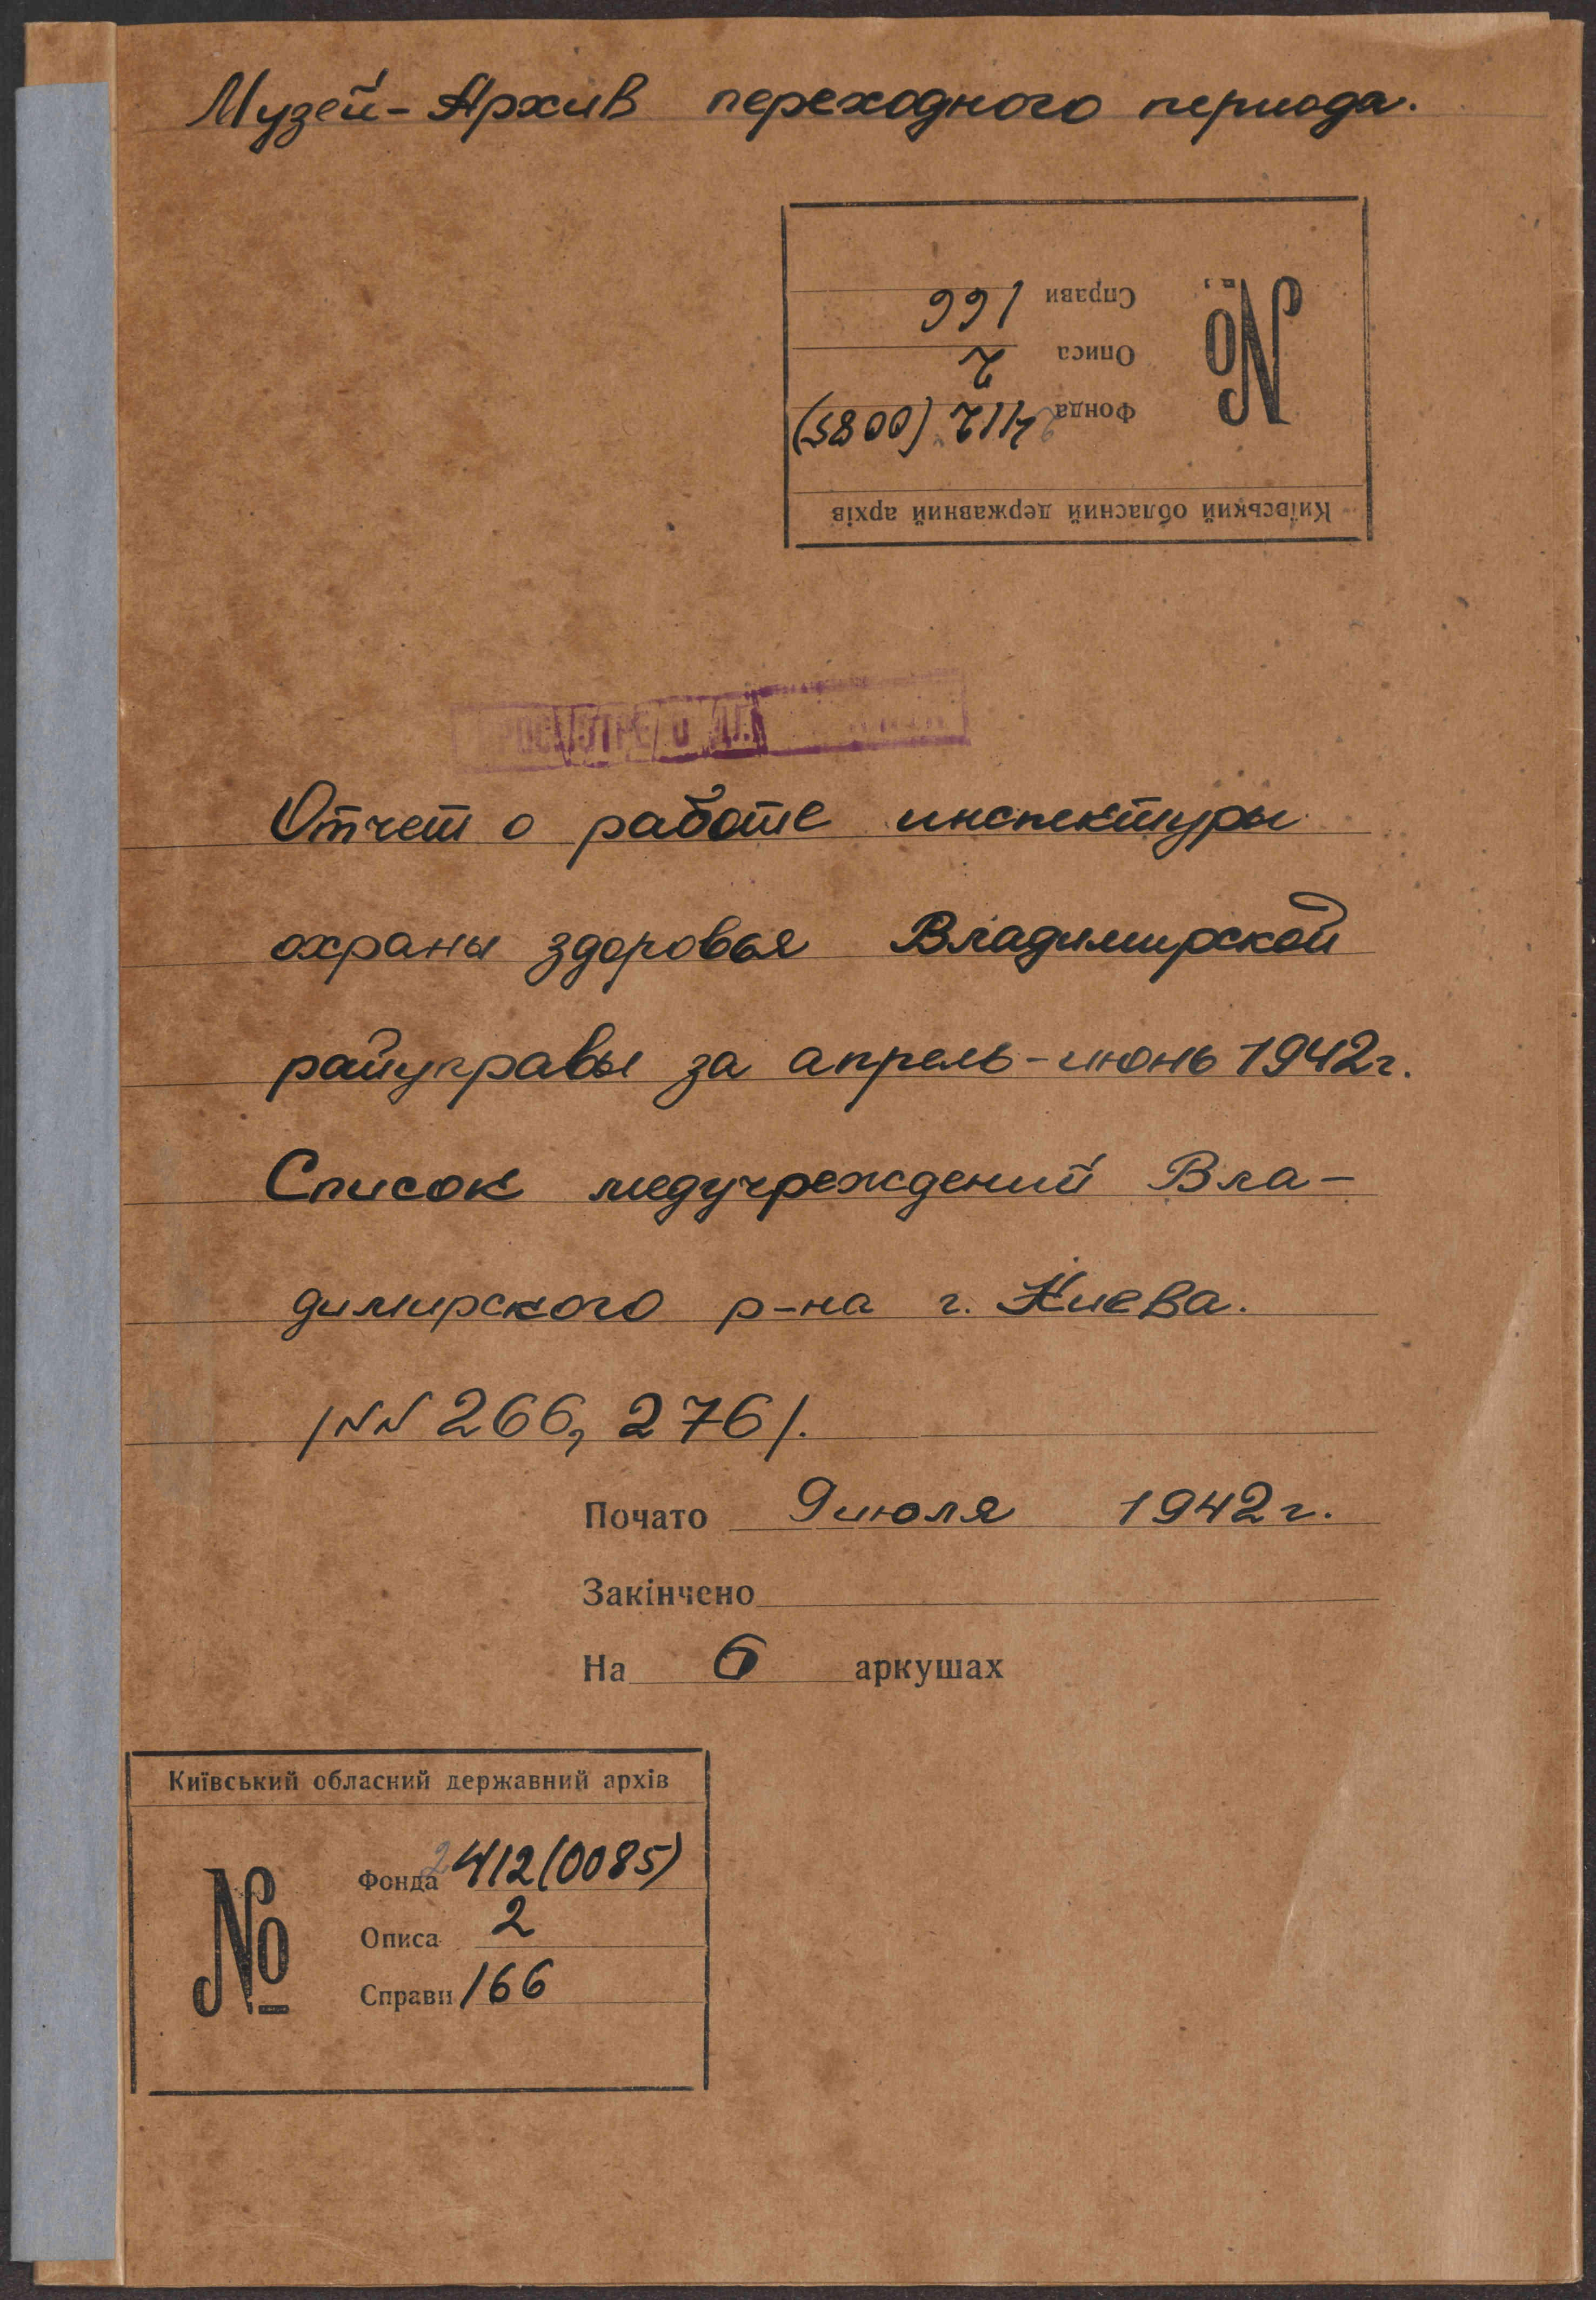 Музей-Архив переходного периода.
Київський обласний державний архів
№
Фонда 2412 (0085)
Описа 2
Справи 166
Отчет о работе инспектуры
охраны здоровья Владимирской
райуправы за апрель-июнь 1942г.
Список медучреждений Вла-
димирского р-на г. Киева.
/NN 266, 276/.
Почато 9 июля 1942г.
Закінчено
На 6 аркушах
Київський обласний державний архів
№
Фонда 2412 (0085)
Описа 2
Справи 166